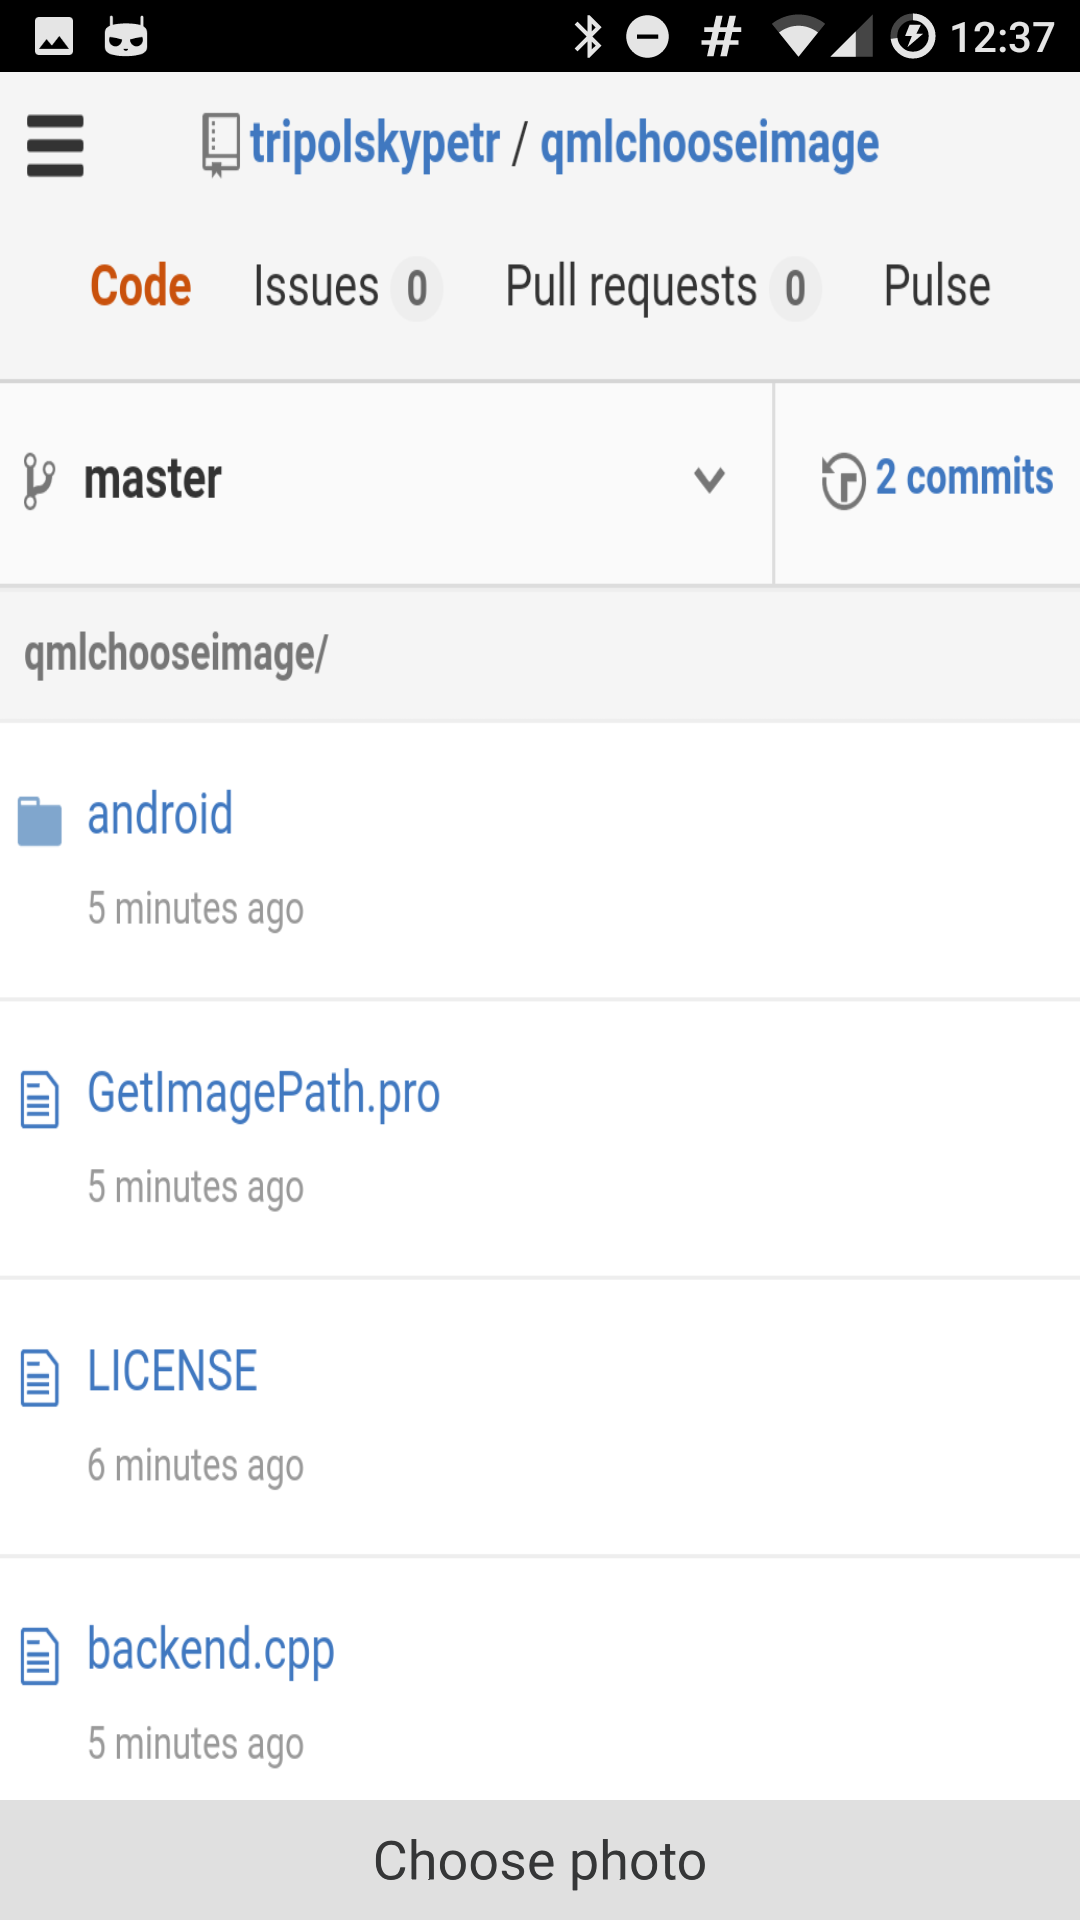 12:37
tripolskypetr / qmlchooseimage
Code Issues 0 Pull requests 0 Pulse
master 2 commits
qmlchooseimage/
android
5 minutes ago
GetImagePath.pro
5 minutes ago
LICENSE
6 minutes ago
backend.cpp
5 minutes ago
Choose photo